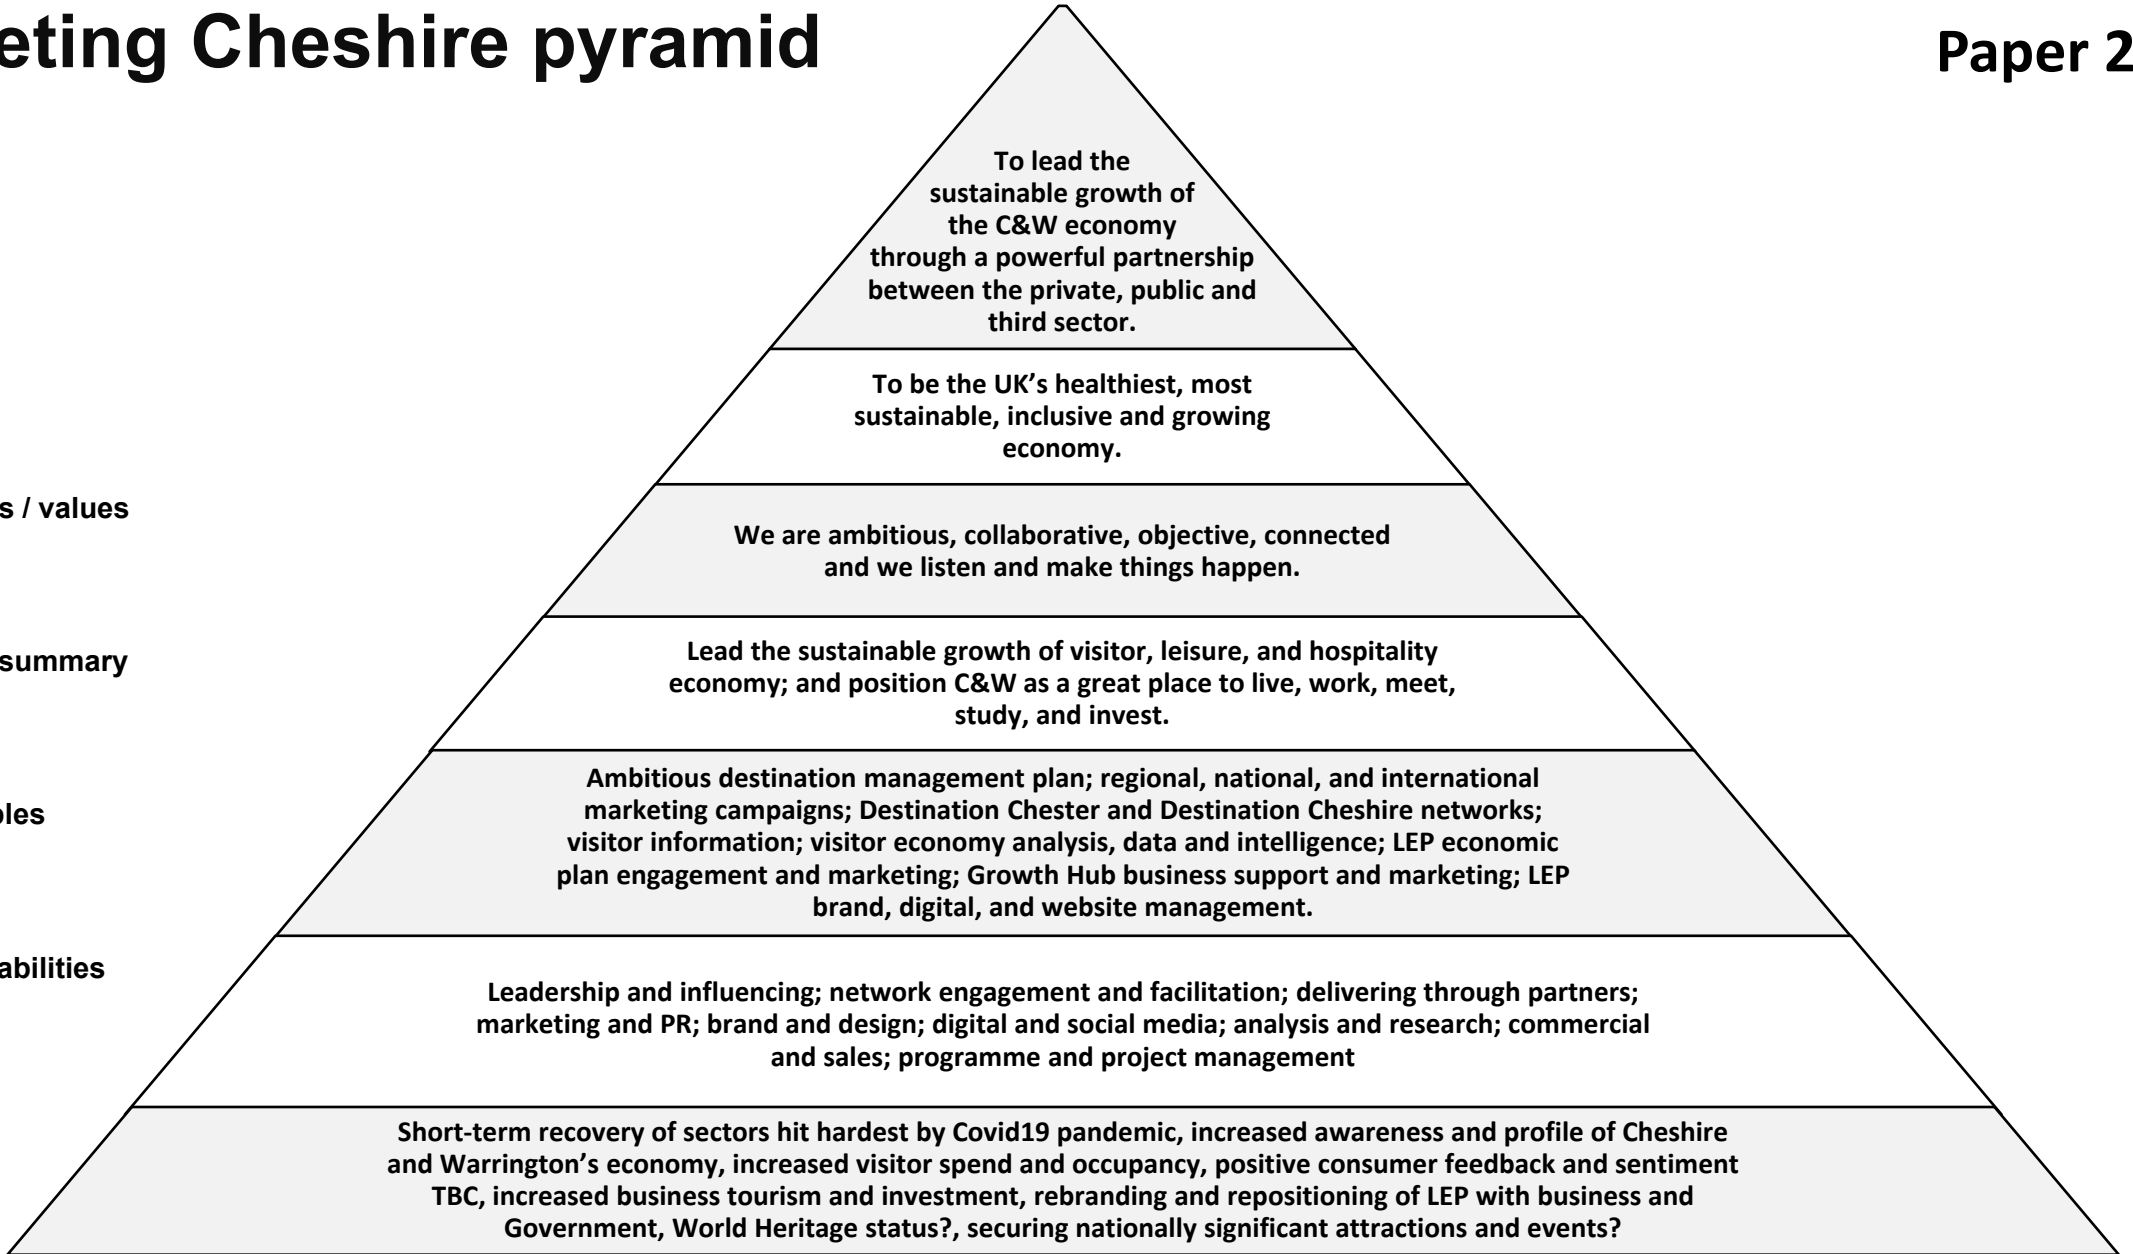 eting Cheshire pyramid
Paper 2
To lead the
sustainable growth of
the C&W economy
through a powerful partnership
between the private, public and
third sector.
To be the UK's healthiest, most
sustainable, inclusive and growing
economy.
s / values
We are ambitious, collaborative, objective, connected
and we listen and make things happen.
summary
Lead the sustainable growth of visitor, leisure, and hospitality
economy; and position C&W as a great place to live, work, meet,
study, and invest.
bles
Ambitious destination management plan; regional, national, and international
marketing campaigns; Destination Chester and Destination Cheshire networks;
visitor information; visitor economy analysis, data and intelligence; LEP economic
plan engagement and marketing; Growth Hub business support and marketing; LEP
brand, digital, and website management.
abilities
Leadership and influencing; network engagement and facilitation; delivering through partners;
marketing and PR; brand and design; digital and social media; analysis and research; commercial
and sales; programme and project management
Short-term recovery of sectors hit hardest by Covid19 pandemic, increased awareness and profile of Cheshire
and Warrington's economy, increased visitor spend and occupancy, positive consumer feedback and sentiment
TBC, increased business tourism and investment, rebranding and repositioning of LEP with business and
Government, World Heritage status?, securing nationally significant attractions and events?